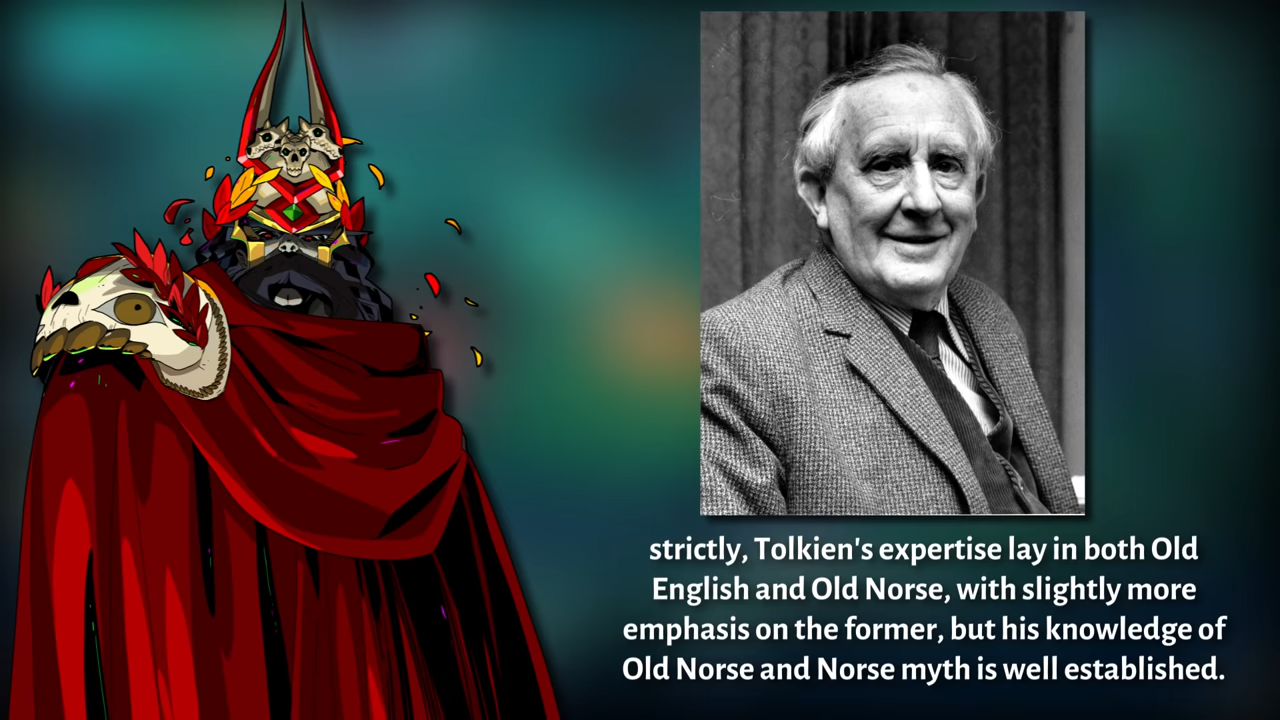 strictly, Tolkien's expertise lay in both Old
English and Old Norse, with slightly more
emphasis on the former, but his knowledge of
Old Norse and Norse myth is well established.